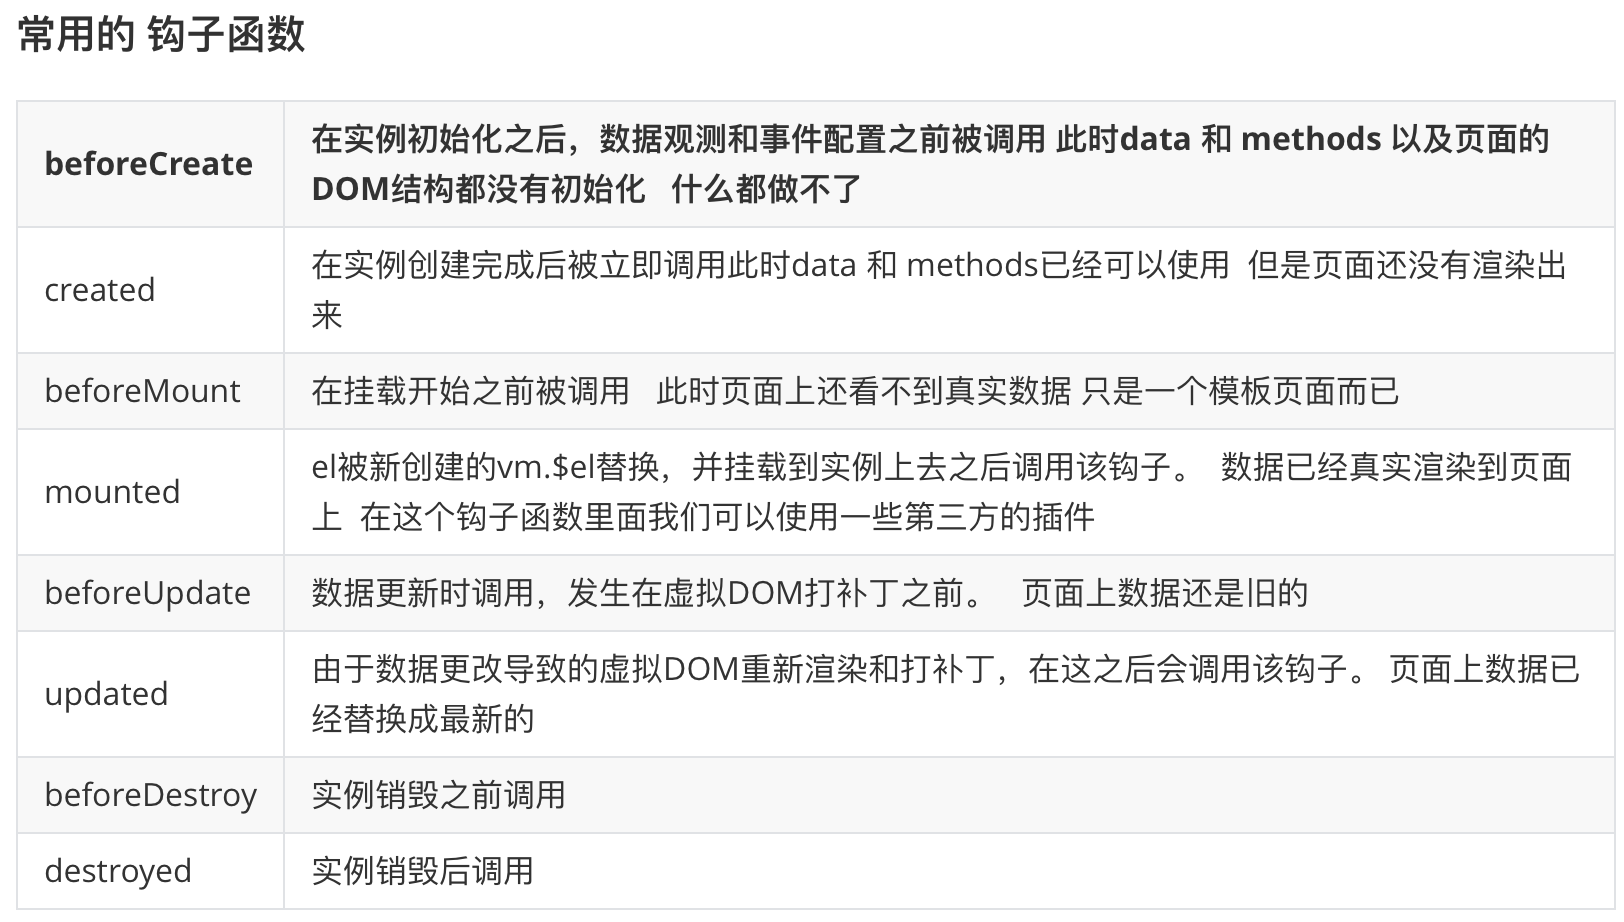 常用的 钩子函数
beforeCreate
在实例初始化之后，数据观测和事件配置之前被调用 此时data 和 methods 以及页面的
DOM结构都没有初始化   什么都做不了
created
在实例创建完成后被立即调用此时data 和 methods已经可以使用  但是页面还没有渲染出
来
beforeMount
在挂载开始之前被调用   此时页面上还看不到真实数据 只是一个模板页面而已
mounted
el被新创建的vm.$el替换，并挂载到实例上去之后调用该钩子。  数据已经真实渲染到页面
上  在这个钩子函数里面我们可以使用一些第三方的插件
beforeUpdate
数据更新时调用，发生在虚拟DOM打补丁之前。   页面上数据还是旧的
updated
由于数据更改导致的虚拟DOM重新渲染和打补丁，在这之后会调用该钩子。 页面上数据已
经替换成最新的
beforeDestroy
实例销毁之前调用
destroyed
实例销毁后调用